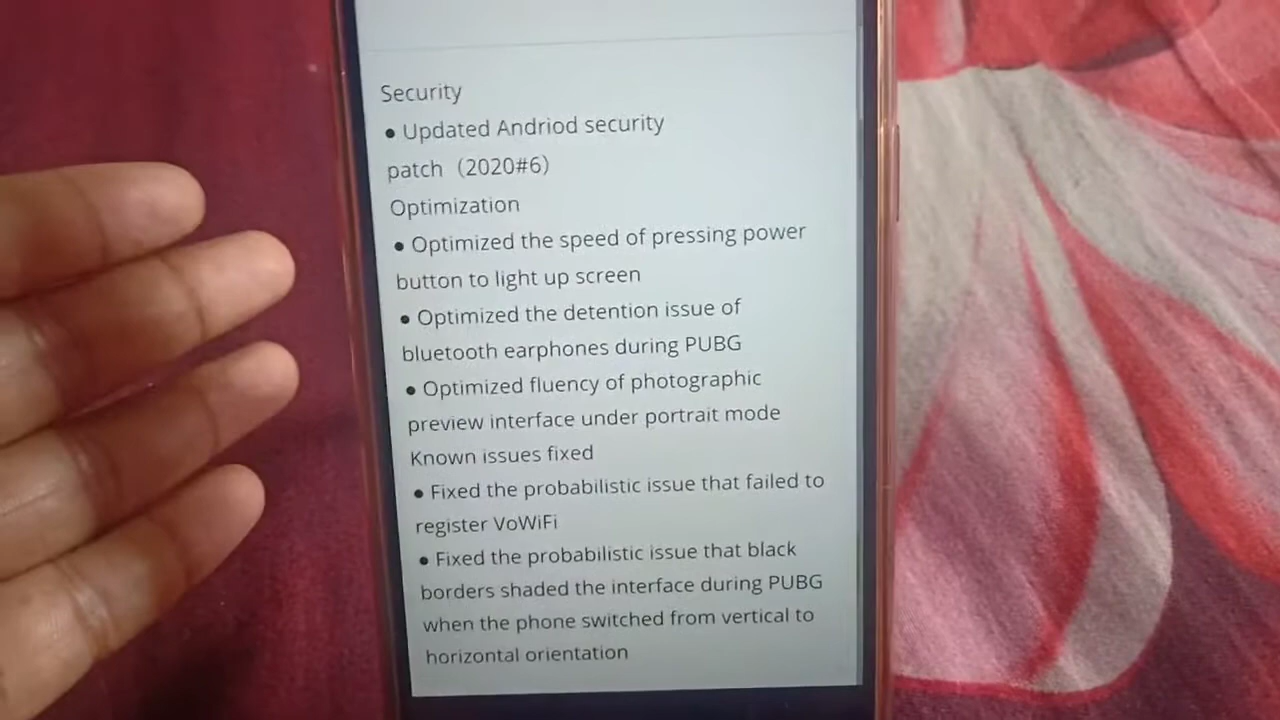 Security
● Updated Andriod security
patch（2020#6）
Optimization
● Optimized the speed of pressing power
button to light up screen
● Optimized the detention issue of
bluetooth earphones during PUBG
● Optimized fluency of photographic
preview interface under portrait mode
Known issues fixed
● Fixed the probabilistic issue that failed to
register VoWiFi
● Fixed the probabilistic issue that black
borders shaded the interface during PUBG
when the phone switched from vertical to
horizontal orientation